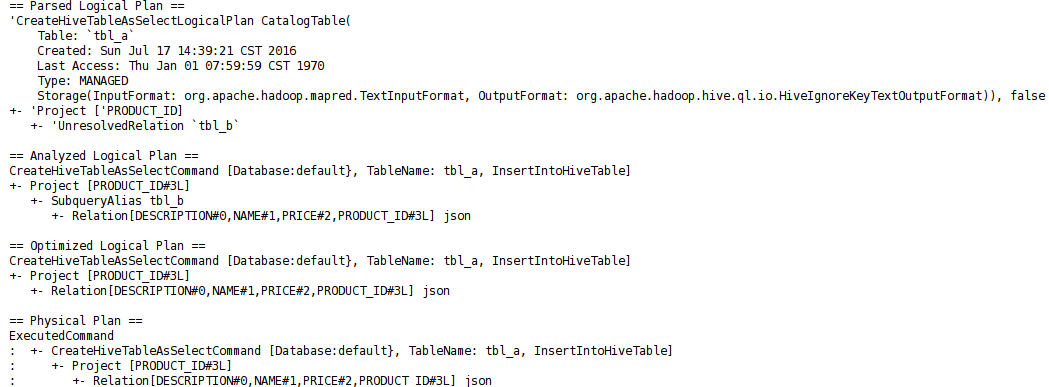 == Parsed Logical Plan ==
'CreateHiveTableAsSelectLogicalPlan CatalogTable(
    Table: `tbl_a`
    Created: Sun Jul 17 14:39:21 CST 2016
    Last Access: Thu Jan 01 07:59:59 CST 1970
    Type: MANAGED
    Storage(InputFormat: org.apache.hadoop.mapred.TextInputFormat, OutputFormat: org.apache.hadoop.hive.ql.io.HiveIgnoreKeyTextOutputFormat)), false
+- 'Project ['PRODUCT_ID]
   +- 'UnresolvedRelation `tbl_b`

== Analyzed Logical Plan ==
CreateHiveTableAsSelectCommand [Database:default}, TableName: tbl_a, InsertIntoHiveTable]
+- Project [PRODUCT_ID#3L]
   +- SubqueryAlias tbl_b
      +- Relation[DESCRIPTION#0,NAME#1,PRICE#2,PRODUCT_ID#3L] json

== Optimized Logical Plan ==
CreateHiveTableAsSelectCommand [Database:default}, TableName: tbl_a, InsertIntoHiveTable]
+- Project [PRODUCT_ID#3L]
   +- Relation[DESCRIPTION#0,NAME#1,PRICE#2,PRODUCT_ID#3L] json

== Physical Plan ==
ExecutedCommand
:  +- CreateHiveTableAsSelectCommand [Database:default}, TableName: tbl_a, InsertIntoHiveTable]
:     +- Project [PRODUCT_ID#3L]
:        +- Relation[DESCRIPTION#0,NAME#1,PRICE#2,PRODUCT_ID#3L] json